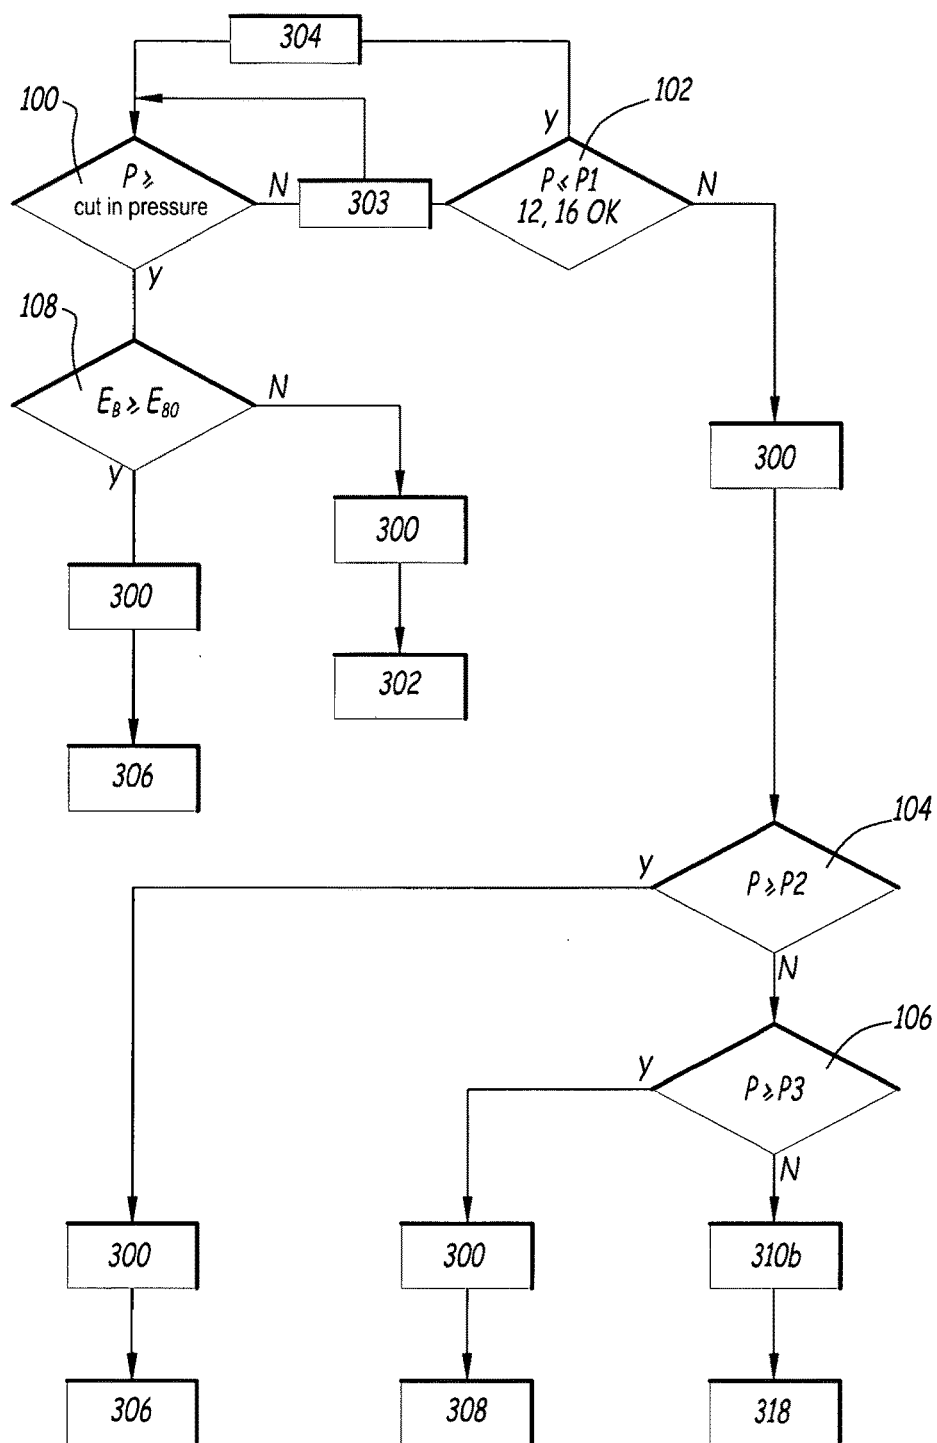 304
100
102
Y
P ≥
cut in pressure
N
303
P ≤ P1
12, 16 OK
N
Y
108
E_B ≥ E_80
N
Y
300
300
300
302
306
104
Y
P ≥ P2
N
106
Y
P ≥ P3
N
300
300
310b
306
308
318